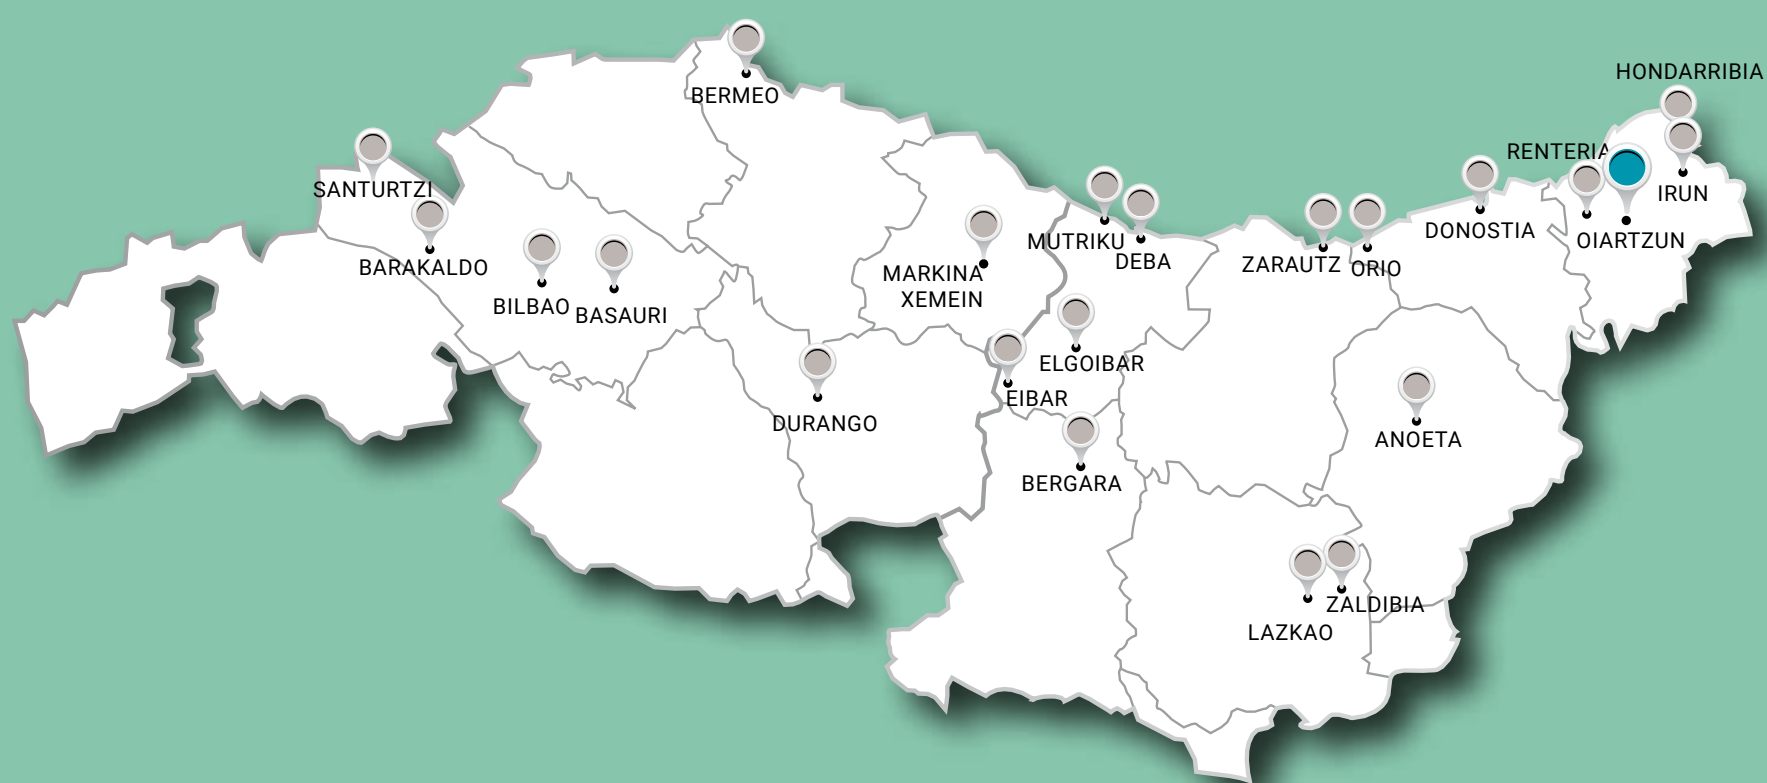 HONDARRIBIA
BERMEO
RENTERIA
SANTURTZI
IRUN
DONOSTIA
OIARTZUN
MUTRIKU
DEBA
ZARAUTZ
ORIO
BARAKALDO
MARKINA
XEMEIN
BILBAO
BASAURI
ELGOIBAR
EIBAR
DURANGO
ANOETA
BERGARA
ZALDIBIA
LAZKAO